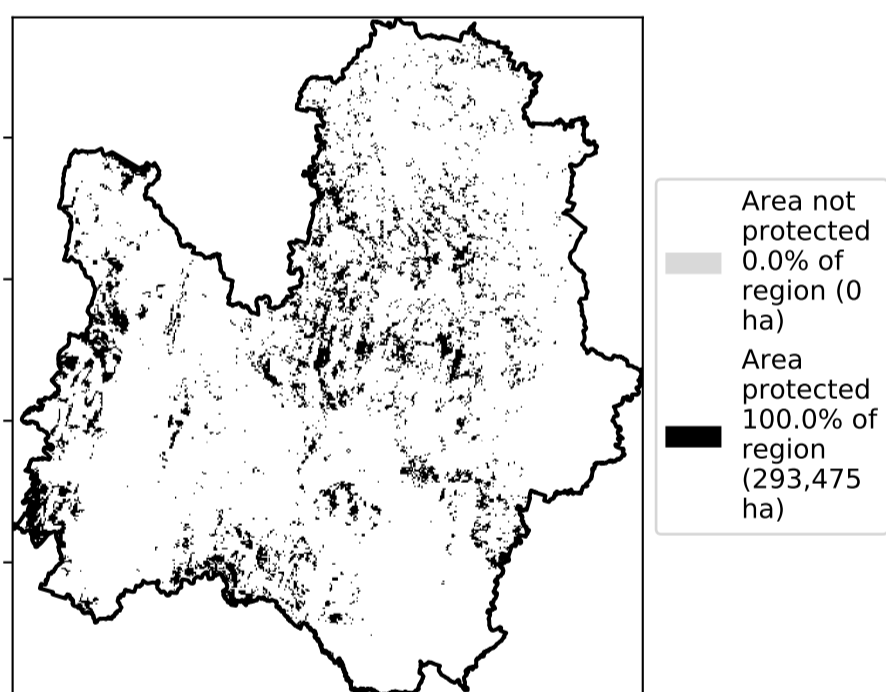 Area not
protected
0.0% of
region (0
ha)
Area
protected
100.0% of
region
(293,475
ha)